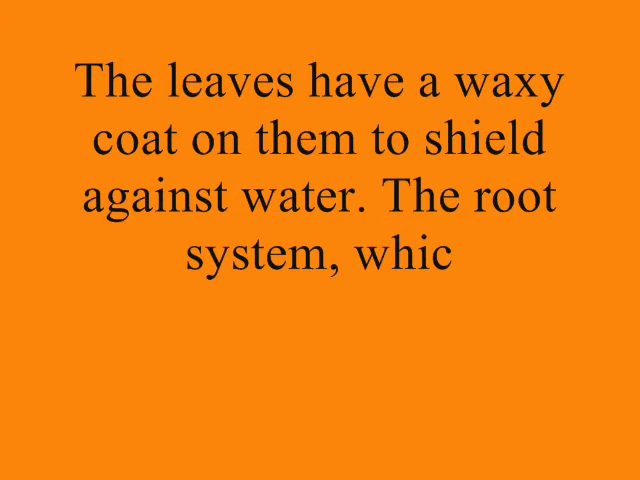 The leaves have a waxy
coat on them to shield
against water. The root
system, whic